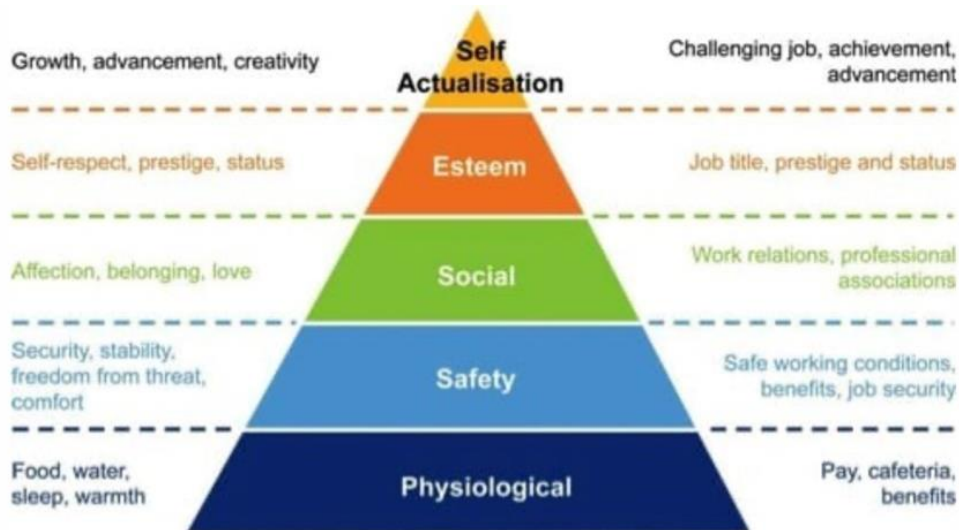 Growth, advancement, creativity
Self
Actualisation
Challenging job, achievement,
advancement
Self-respect, prestige, status
Esteem
Job title, prestige and status
Affection, belonging, love
Social
Work relations, professional
associations
Security, stability,
freedom from threat,
comfort
Safety
Safe working conditions,
benefits, job security
Food, water,
sleep, warmth
Physiological
Pay, cafeteria,
benefits